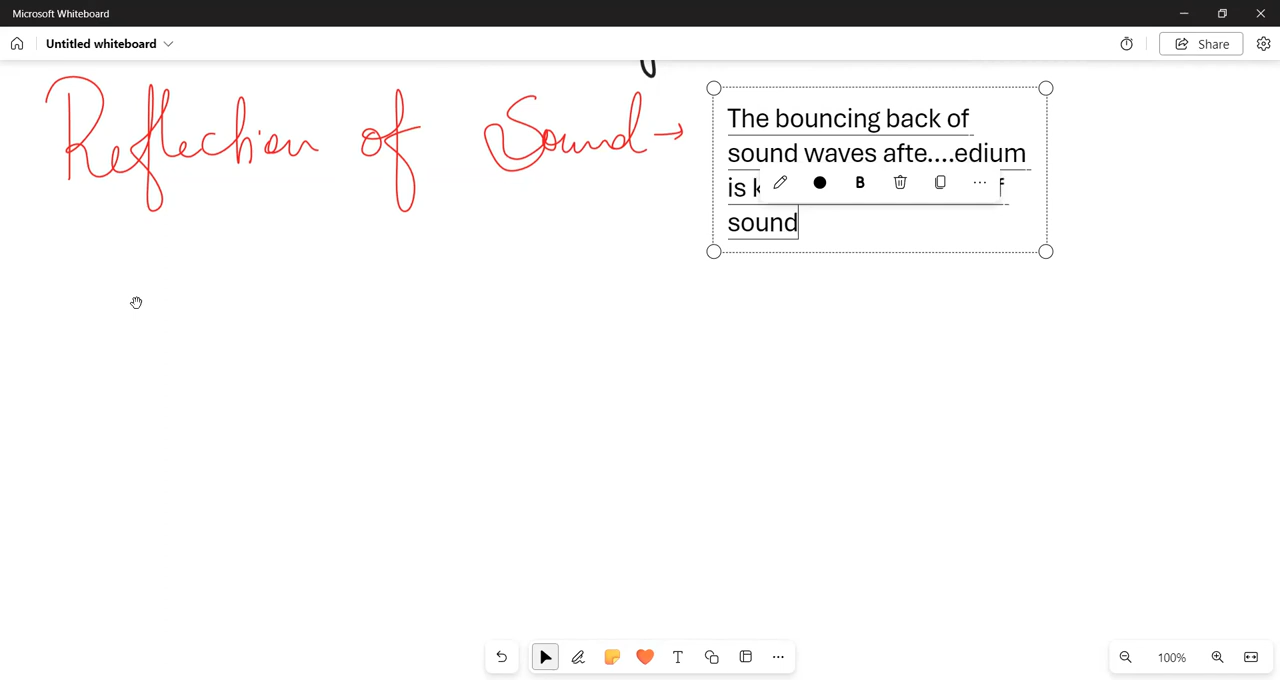 Microsoft Whiteboard
Untitled whiteboard
Share
Reflection of Sound →
The bouncing back of
sound waves afte....edium
is
sound
B
T
100%